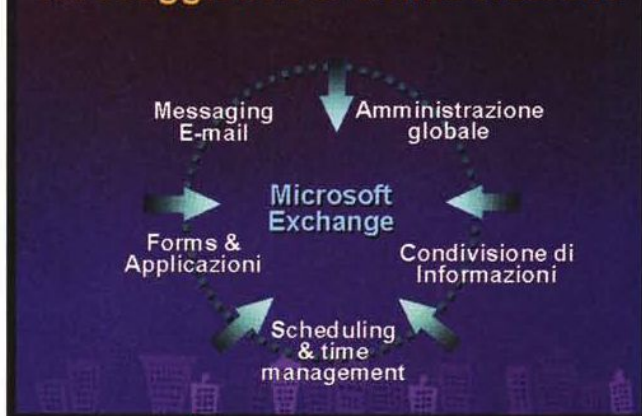 Messaging
E-mail
Amministrazione
globale
Microsoft
Exchange
Forms &
Applicazioni
Condivisione di
Informazioni
Scheduling
& time
management